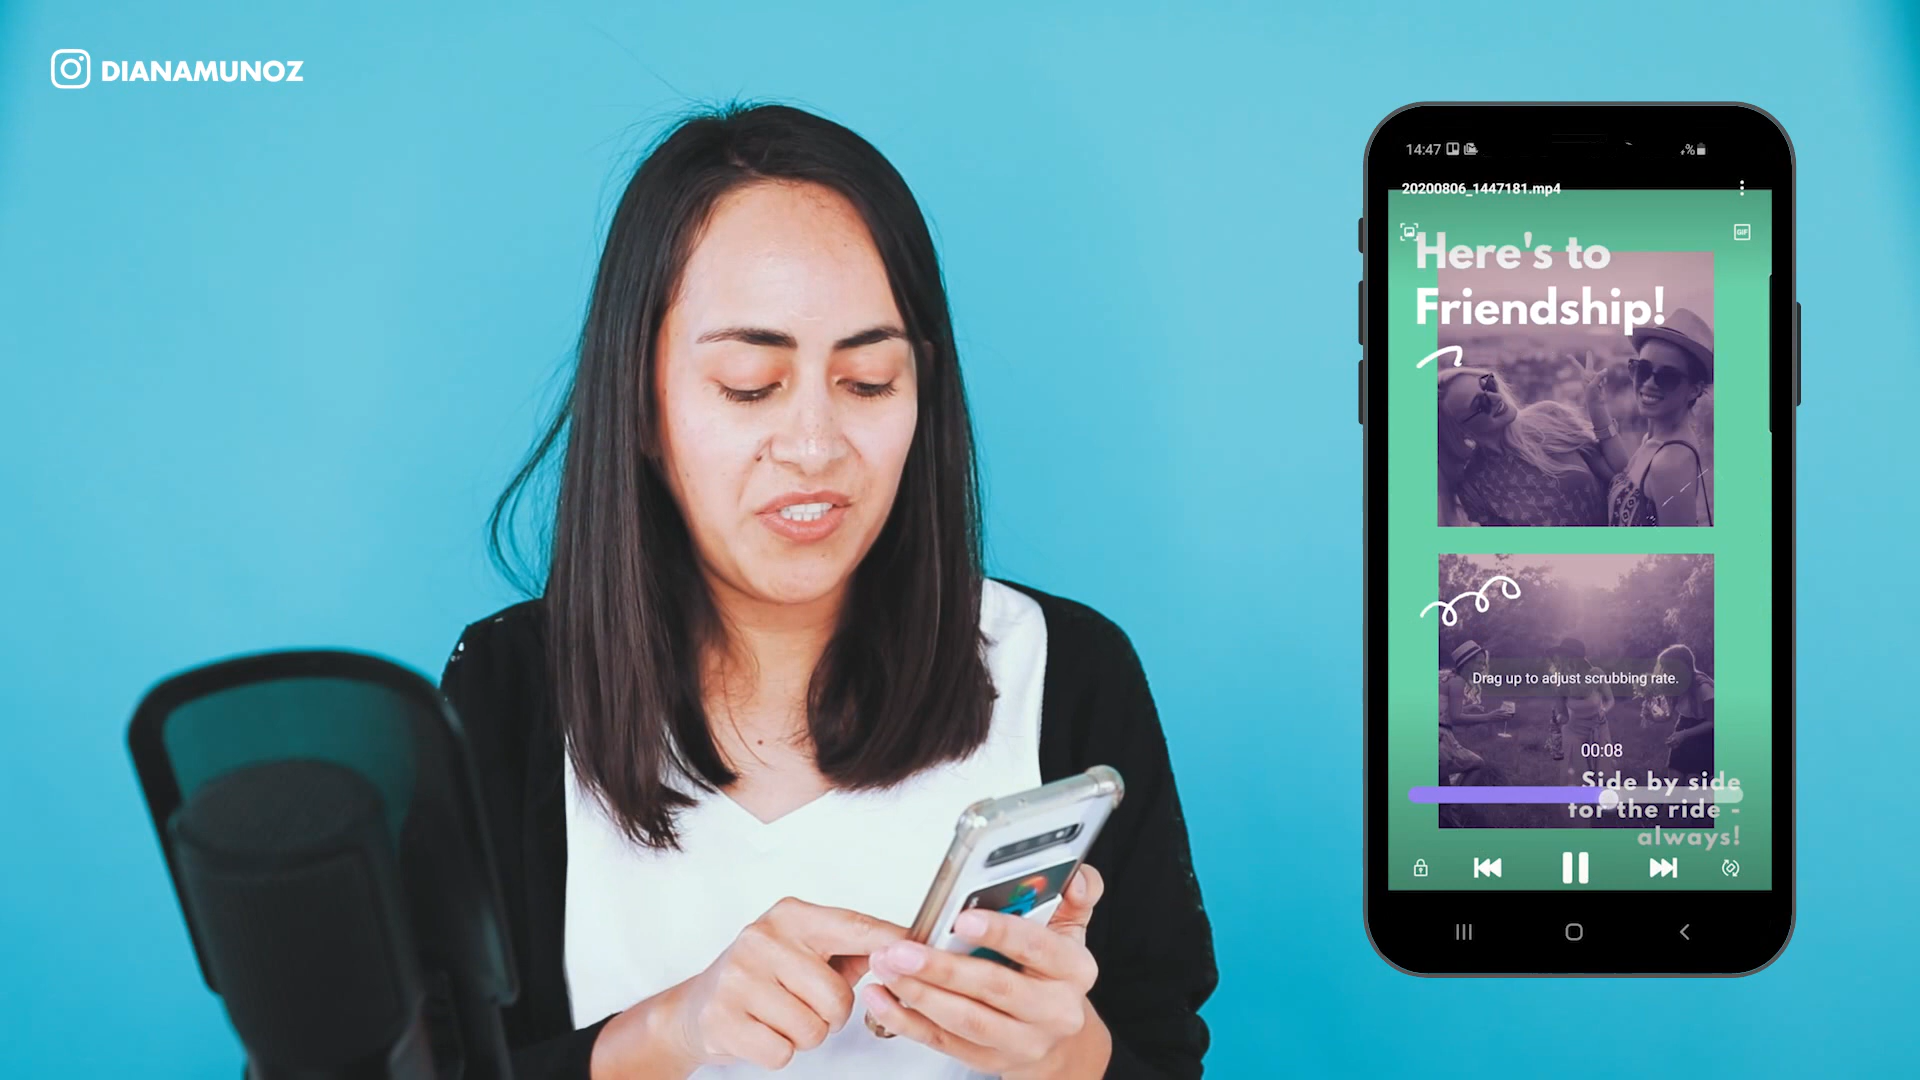 DIANAMUNOZ
14:47
20200806_1447181.mp4
GIF
Here's to
Friendship!
Drag up to adjust scrubbing rate.
00:08
Side by side
for the ride -
always!